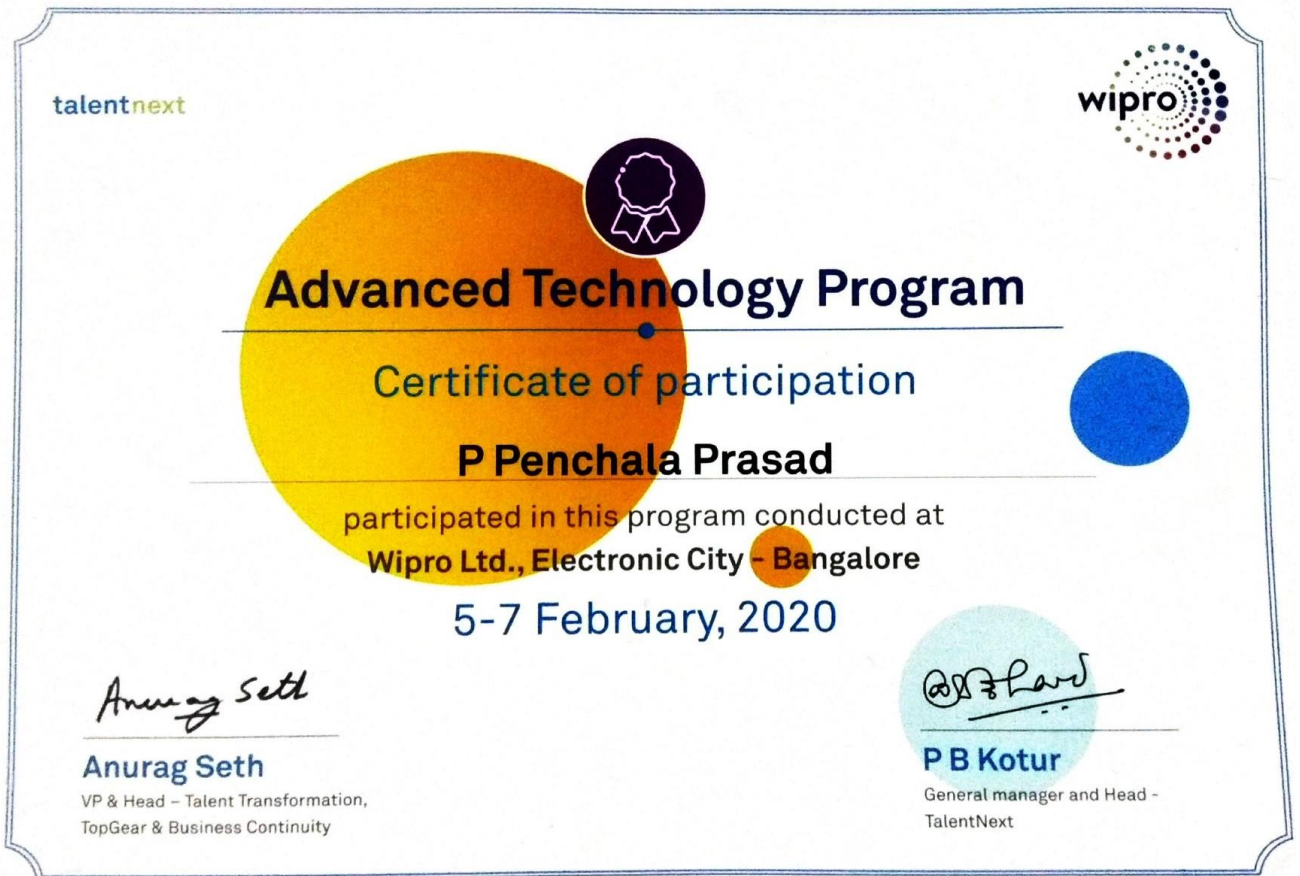 talentnext
wipro
Advanced Technology Program
Certificate of participation
P Penchala Prasad
participated in this program conducted at
Wipro Ltd., Electronic City - Bangalore
5-7 February, 2020
Anurag Seth
Anurag Seth
VP & Head – Talent Transformation,
TopGear & Business Continuity
P B Kotur
General manager and Head -
TalentNext